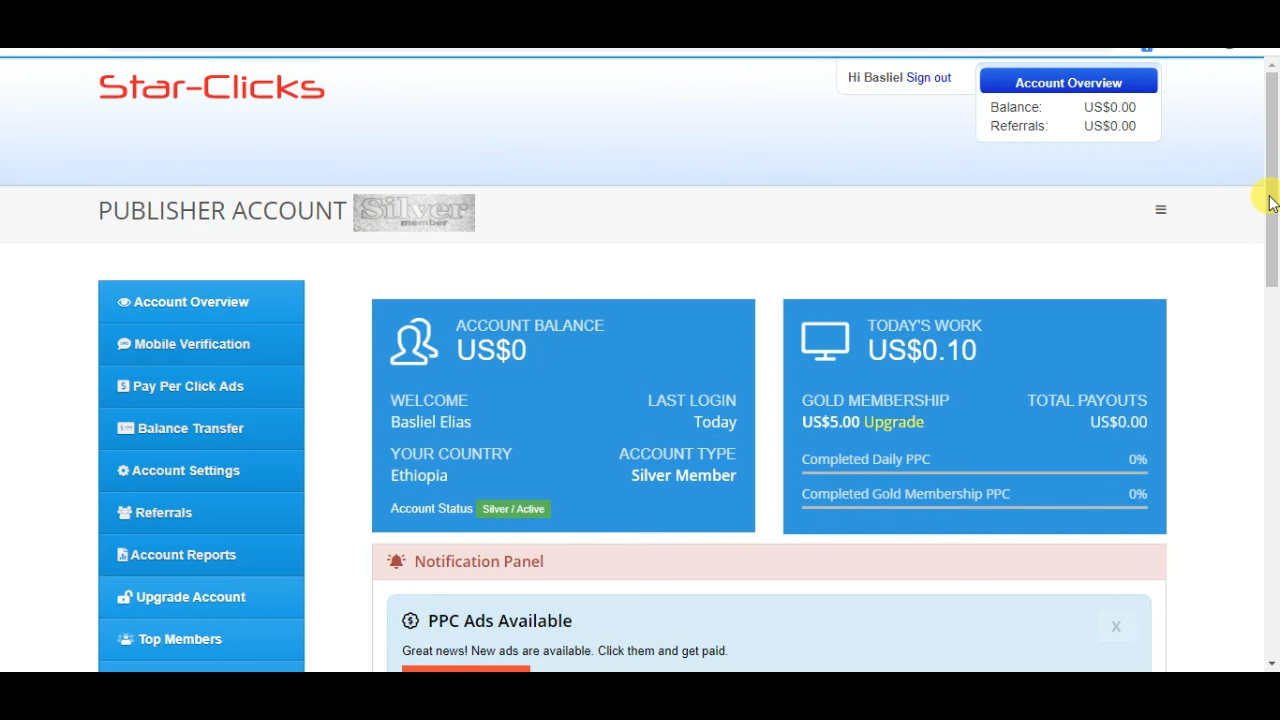 Star-Clicks
Hi Basliel Sign out
Account Overview
Balance: US$0.00
Referrals: US$0.00
PUBLISHER ACCOUNT Silver member
Account Overview
Mobile Verification
Pay Per Click Ads
Balance Transfer
Account Settings
Referrals
Account Reports
Upgrade Account
Top Members
ACCOUNT BALANCE
US$0
WELCOME LAST LOGIN
Basliel Elias Today
YOUR COUNTRY ACCOUNT TYPE
Ethiopia Silver Member
Account Status Silver / Active
TODAY'S WORK
US$0.10
GOLD MEMBERSHIP TOTAL PAYOUTS
US$5.00 Upgrade US$0.00
Completed Daily PPC 0%
Completed Gold Membership PPC 0%
Notification Panel
PPC Ads Available X
Great news! New ads are available. Click them and get paid.